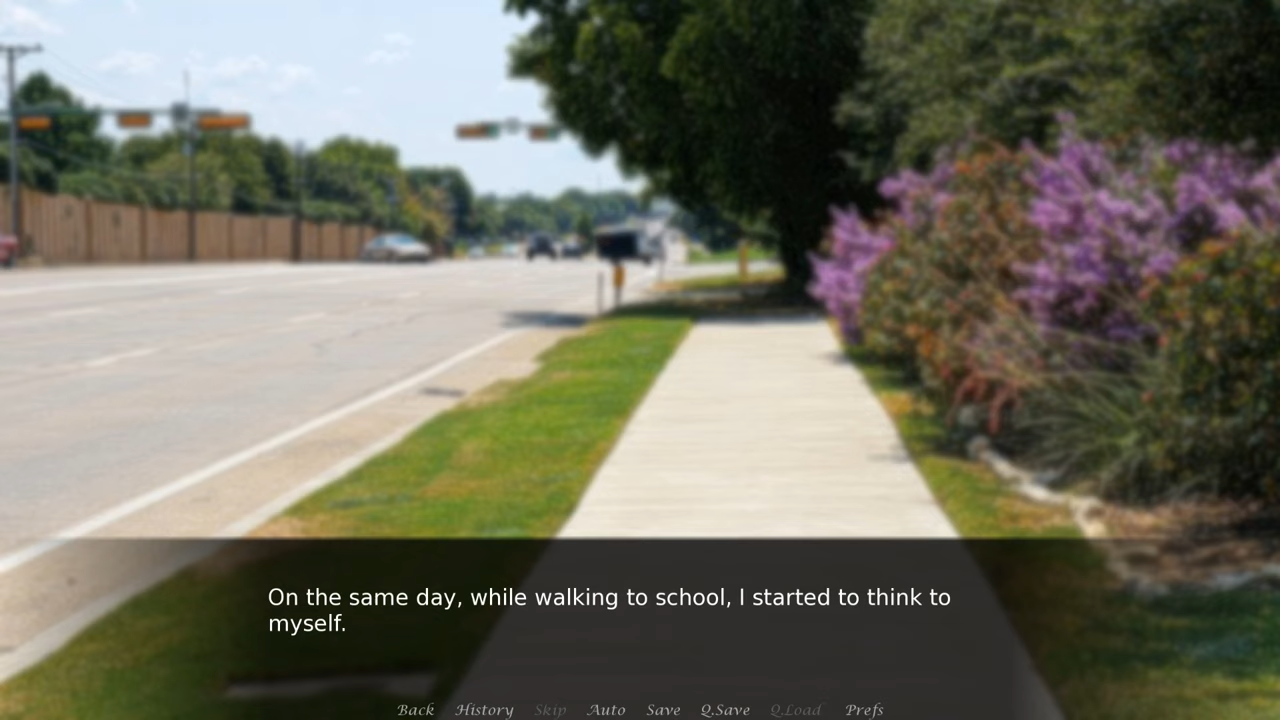 On the same day, while walking to school, I started to think to
myself.
Back History Skip Auto Save Q.Save Q.Load Prefs